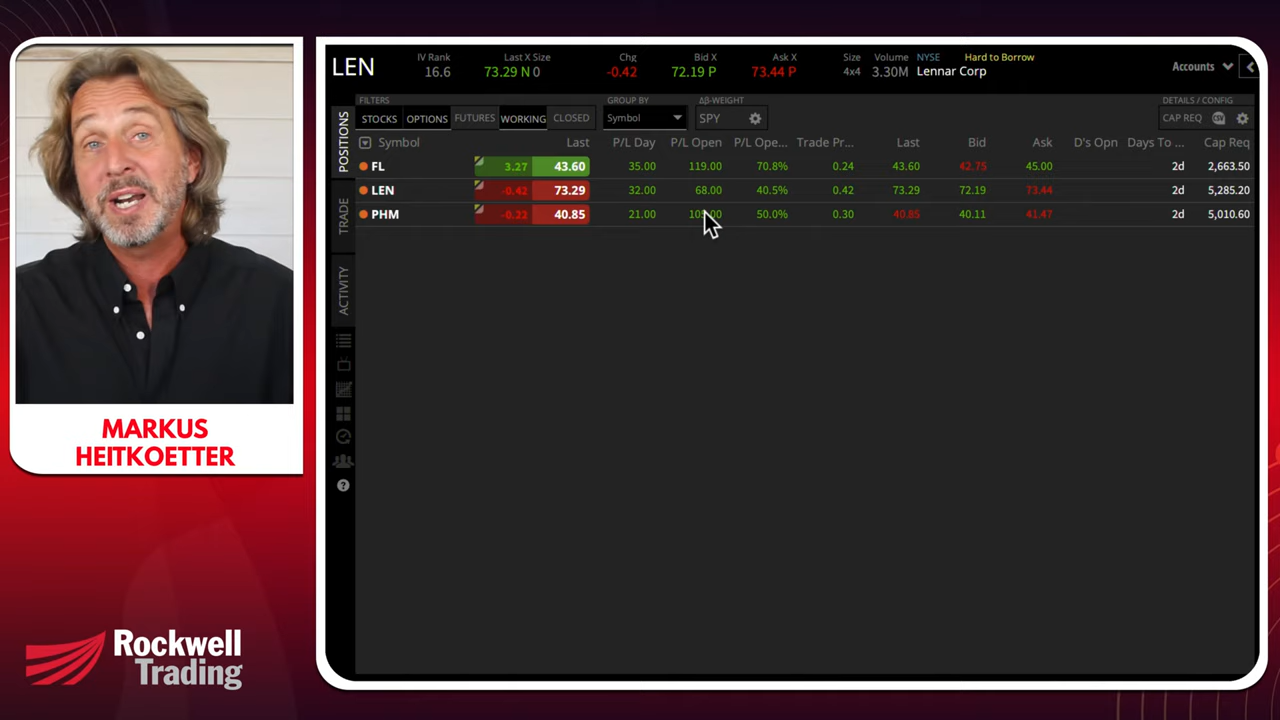 MARKUS
HEITKOETTER
Rockwell
Trading
LEN
IV Rank
16.6
Last X Size
73.29 N 0
Chg
-0.42
Bid X
72.19 P
Ask X
73.44 P
Size
4x4
Volume
3.30M
NYSE
Hard to Borrow
Lennar Corp
Accounts
FILTERS
STOCKS OPTIONS FUTURES WORKING CLOSED
GROUP BY
Symbol
Δβ-WEIGHT
SPY
DETAILS / CONFIG
CAP REQ
POSITIONS
TRADE
ACTIVITY
Symbol Last P/L Day P/L Open P/L Ope... Trade Pr... Last Bid Ask D's Opn Days To ... Cap Req
FL 3.27 43.60 35.00 119.00 70.8% 0.24 43.60 42.75 45.00 2d 2,663.50
LEN -0.42 73.29 32.00 68.00 40.5% 0.42 73.29 72.19 73.44 2d 5,285.20
PHM -0.22 40.85 21.00 50.0% 0.30 40.85 40.11 41.47 2d 5,010.60
?